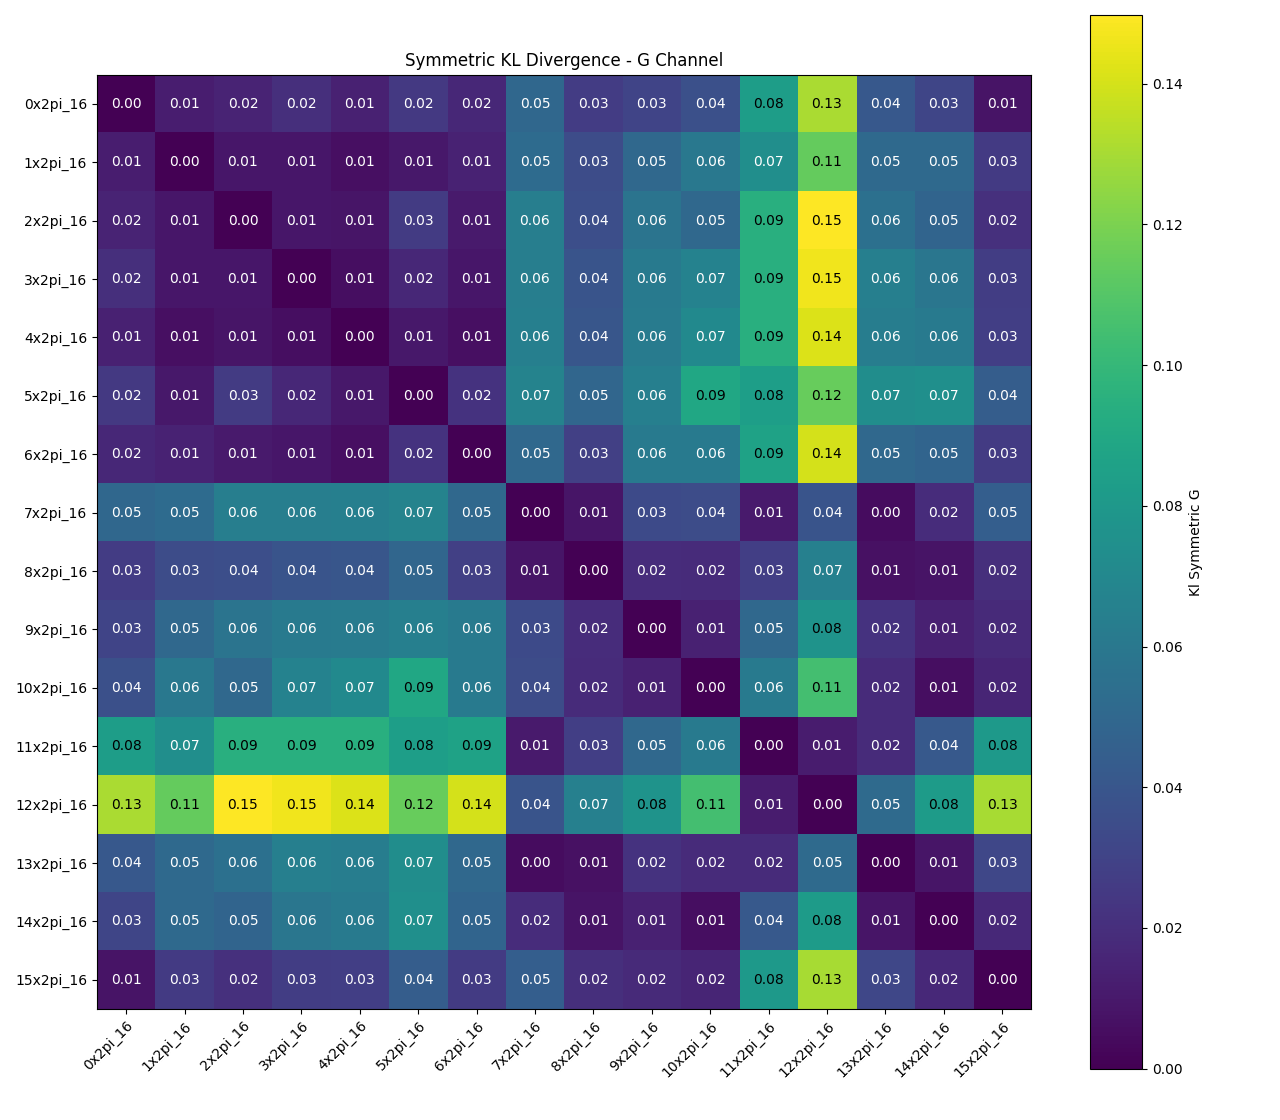 Symmetric KL Divergence - G Channel
0x2pi_16 0.00 0.01 0.02 0.02 0.01 0.02 0.02 0.05 0.03 0.03 0.04 0.08 0.13 0.04 0.03 0.01
1x2pi_16 0.01 0.00 0.01 0.01 0.01 0.01 0.01 0.05 0.03 0.05 0.06 0.07 0.11 0.05 0.05 0.03
2x2pi_16 0.02 0.01 0.00 0.01 0.01 0.03 0.01 0.06 0.04 0.06 0.05 0.09 0.15 0.06 0.05 0.02
3x2pi_16 0.02 0.01 0.01 0.00 0.01 0.02 0.01 0.06 0.04 0.06 0.07 0.09 0.15 0.06 0.06 0.03
4x2pi_16 0.01 0.01 0.01 0.01 0.00 0.01 0.01 0.06 0.04 0.06 0.07 0.09 0.14 0.06 0.06 0.03
5x2pi_16 0.02 0.01 0.03 0.02 0.01 0.00 0.02 0.07 0.05 0.06 0.09 0.08 0.12 0.07 0.07 0.04
6x2pi_16 0.02 0.01 0.01 0.01 0.01 0.02 0.00 0.05 0.03 0.06 0.06 0.09 0.14 0.05 0.05 0.03
7x2pi_16 0.05 0.05 0.06 0.06 0.06 0.07 0.05 0.00 0.01 0.03 0.04 0.01 0.04 0.00 0.02 0.05
8x2pi_16 0.03 0.03 0.04 0.04 0.04 0.05 0.03 0.01 0.00 0.02 0.02 0.03 0.07 0.01 0.01 0.02
9x2pi_16 0.03 0.05 0.06 0.06 0.06 0.06 0.06 0.03 0.02 0.00 0.01 0.05 0.08 0.02 0.01 0.02
10x2pi_16 0.04 0.06 0.05 0.07 0.07 0.09 0.06 0.04 0.02 0.01 0.00 0.06 0.11 0.02 0.01 0.02
11x2pi_16 0.08 0.07 0.09 0.09 0.09 0.08 0.09 0.01 0.03 0.05 0.06 0.00 0.01 0.02 0.04 0.08
12x2pi_16 0.13 0.11 0.15 0.15 0.14 0.12 0.14 0.04 0.07 0.08 0.11 0.01 0.00 0.05 0.08 0.13
13x2pi_16 0.04 0.05 0.06 0.06 0.06 0.07 0.05 0.00 0.01 0.02 0.02 0.02 0.05 0.00 0.01 0.03
14x2pi_16 0.03 0.05 0.05 0.06 0.06 0.07 0.05 0.02 0.01 0.01 0.01 0.04 0.08 0.01 0.00 0.02
15x2pi_16 0.01 0.03 0.02 0.03 0.03 0.04 0.03 0.05 0.02 0.02 0.02 0.08 0.13 0.03 0.02 0.00
0x2pi_16 1x2pi_16 2x2pi_16 3x2pi_16 4x2pi_16 5x2pi_16 6x2pi_16 7x2pi_16 8x2pi_16 9x2pi_16 10x2pi_16 11x2pi_16 12x2pi_16 13x2pi_16 14x2pi_16 15x2pi_16
0.14
0.12
0.10
0.08
0.06
0.04
0.02
0.00
Kl Symmetric G